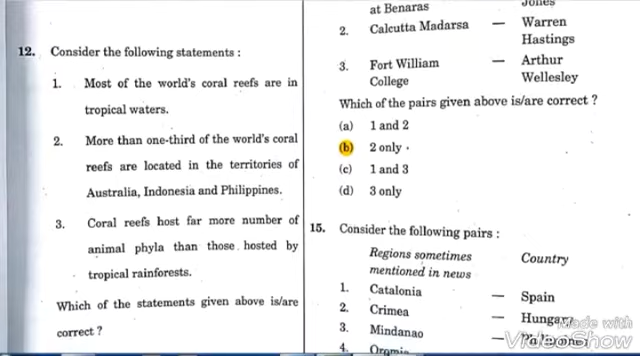 12. Consider the following statements :
1. Most of the world's coral reefs are in
tropical waters.
2. More than one-third of the world's coral
reefs are located in the territories of
Australia, Indonesia and Philippines.
3. Coral reefs host far more number of
animal phyla than those hosted by
tropical rainforests.
Which of the statements given above is/are
correct ?
at Benaras Jones
2. Calcutta Madarsa — Warren
Hastings
3. Fort William — Arthur
College Wellesley
Which of the pairs given above is/are correct ?
(a) 1 and 2
(b) 2 only
(c) 1 and 3
(d) 3 only
15. Consider the following pairs :
Regions sometimes Country
mentioned in news
1. Catalonia — Spain
2. Crimea — Hungary
3. Mindanao — Philippines
4. Oromia
Made with
VideoShow